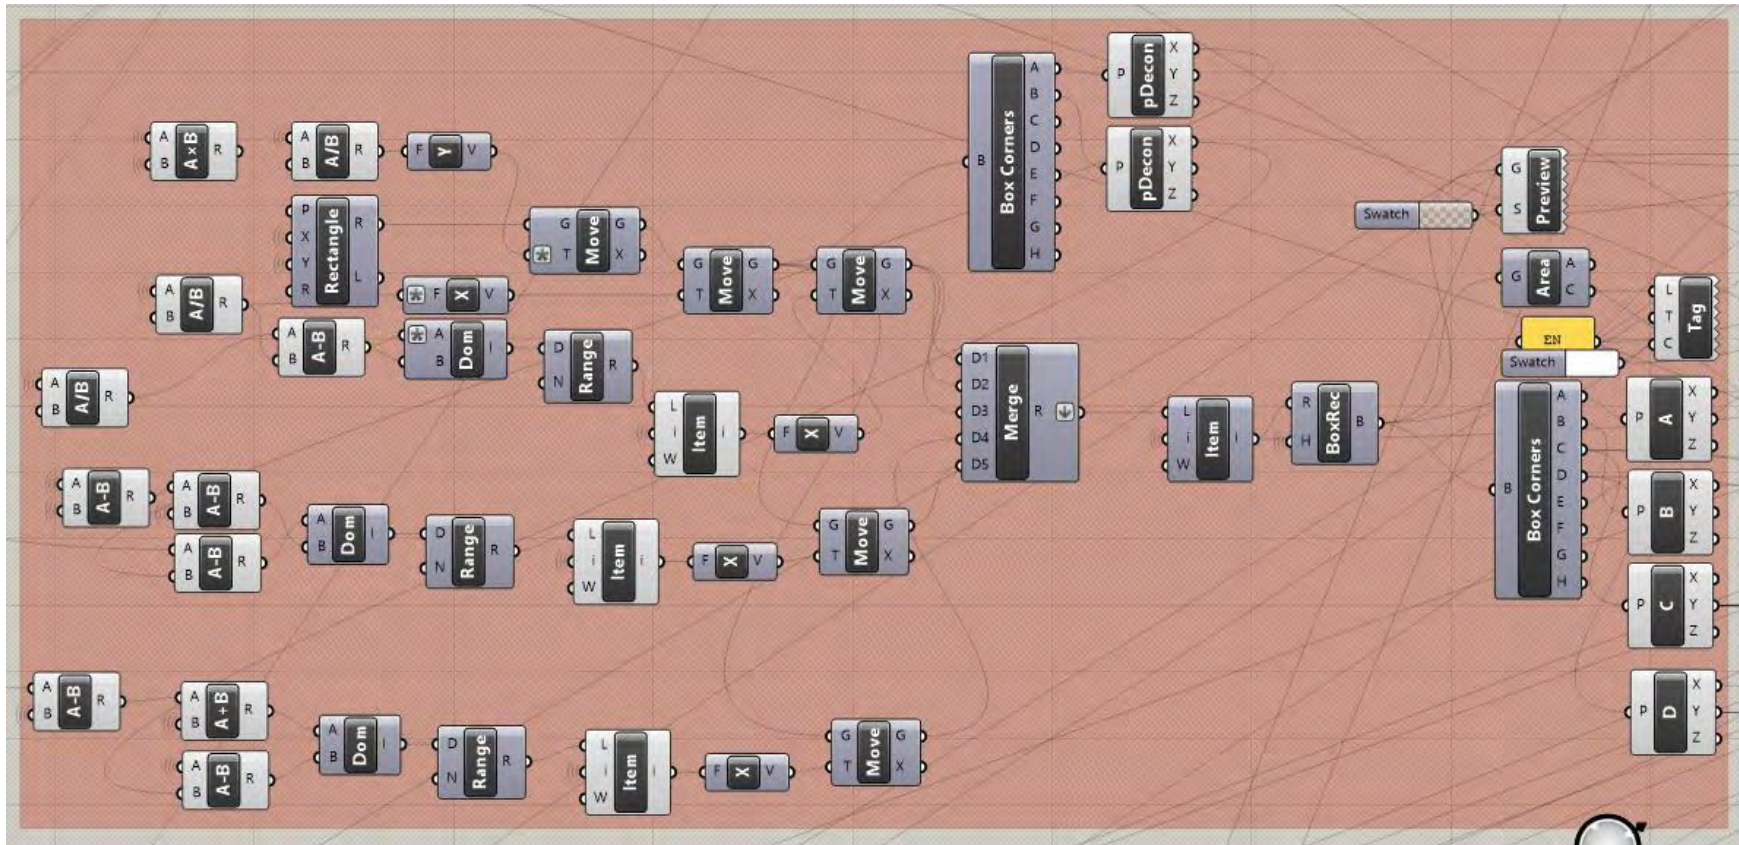 A B A×B R
A B A/B R
F Y V
P X Y R Rectangle R L
G T Move G X
A B A/B R
F X V
G T Move G X
G T Move G X
A B A-B R
A B Dom I
D N Range R
A B A/B R
L i W Item i
F X V
B Box Corners A B C D E F G H
P pDecon X Y Z
P pDecon X Y Z
D1 D2 D3 D4 D5 Merge R
L i W Item i
R H BoxRec B
Swatch
G S Preview
G Area A C
EN
Swatch
L T C Tag
B Box Corners A B C D E F G H
P A X Y Z
P B X Y Z
P C X Y Z
P D X Y Z
A B A-B R
A B A-B R
A B A-B R
A B Dom I
D N Range R
L i W Item i
F X V
G T Move G X
A B A-B R
A B A+B R
A B A-B R
A B Dom I
D N Range R
L i W Item i
F X V
G T Move G X